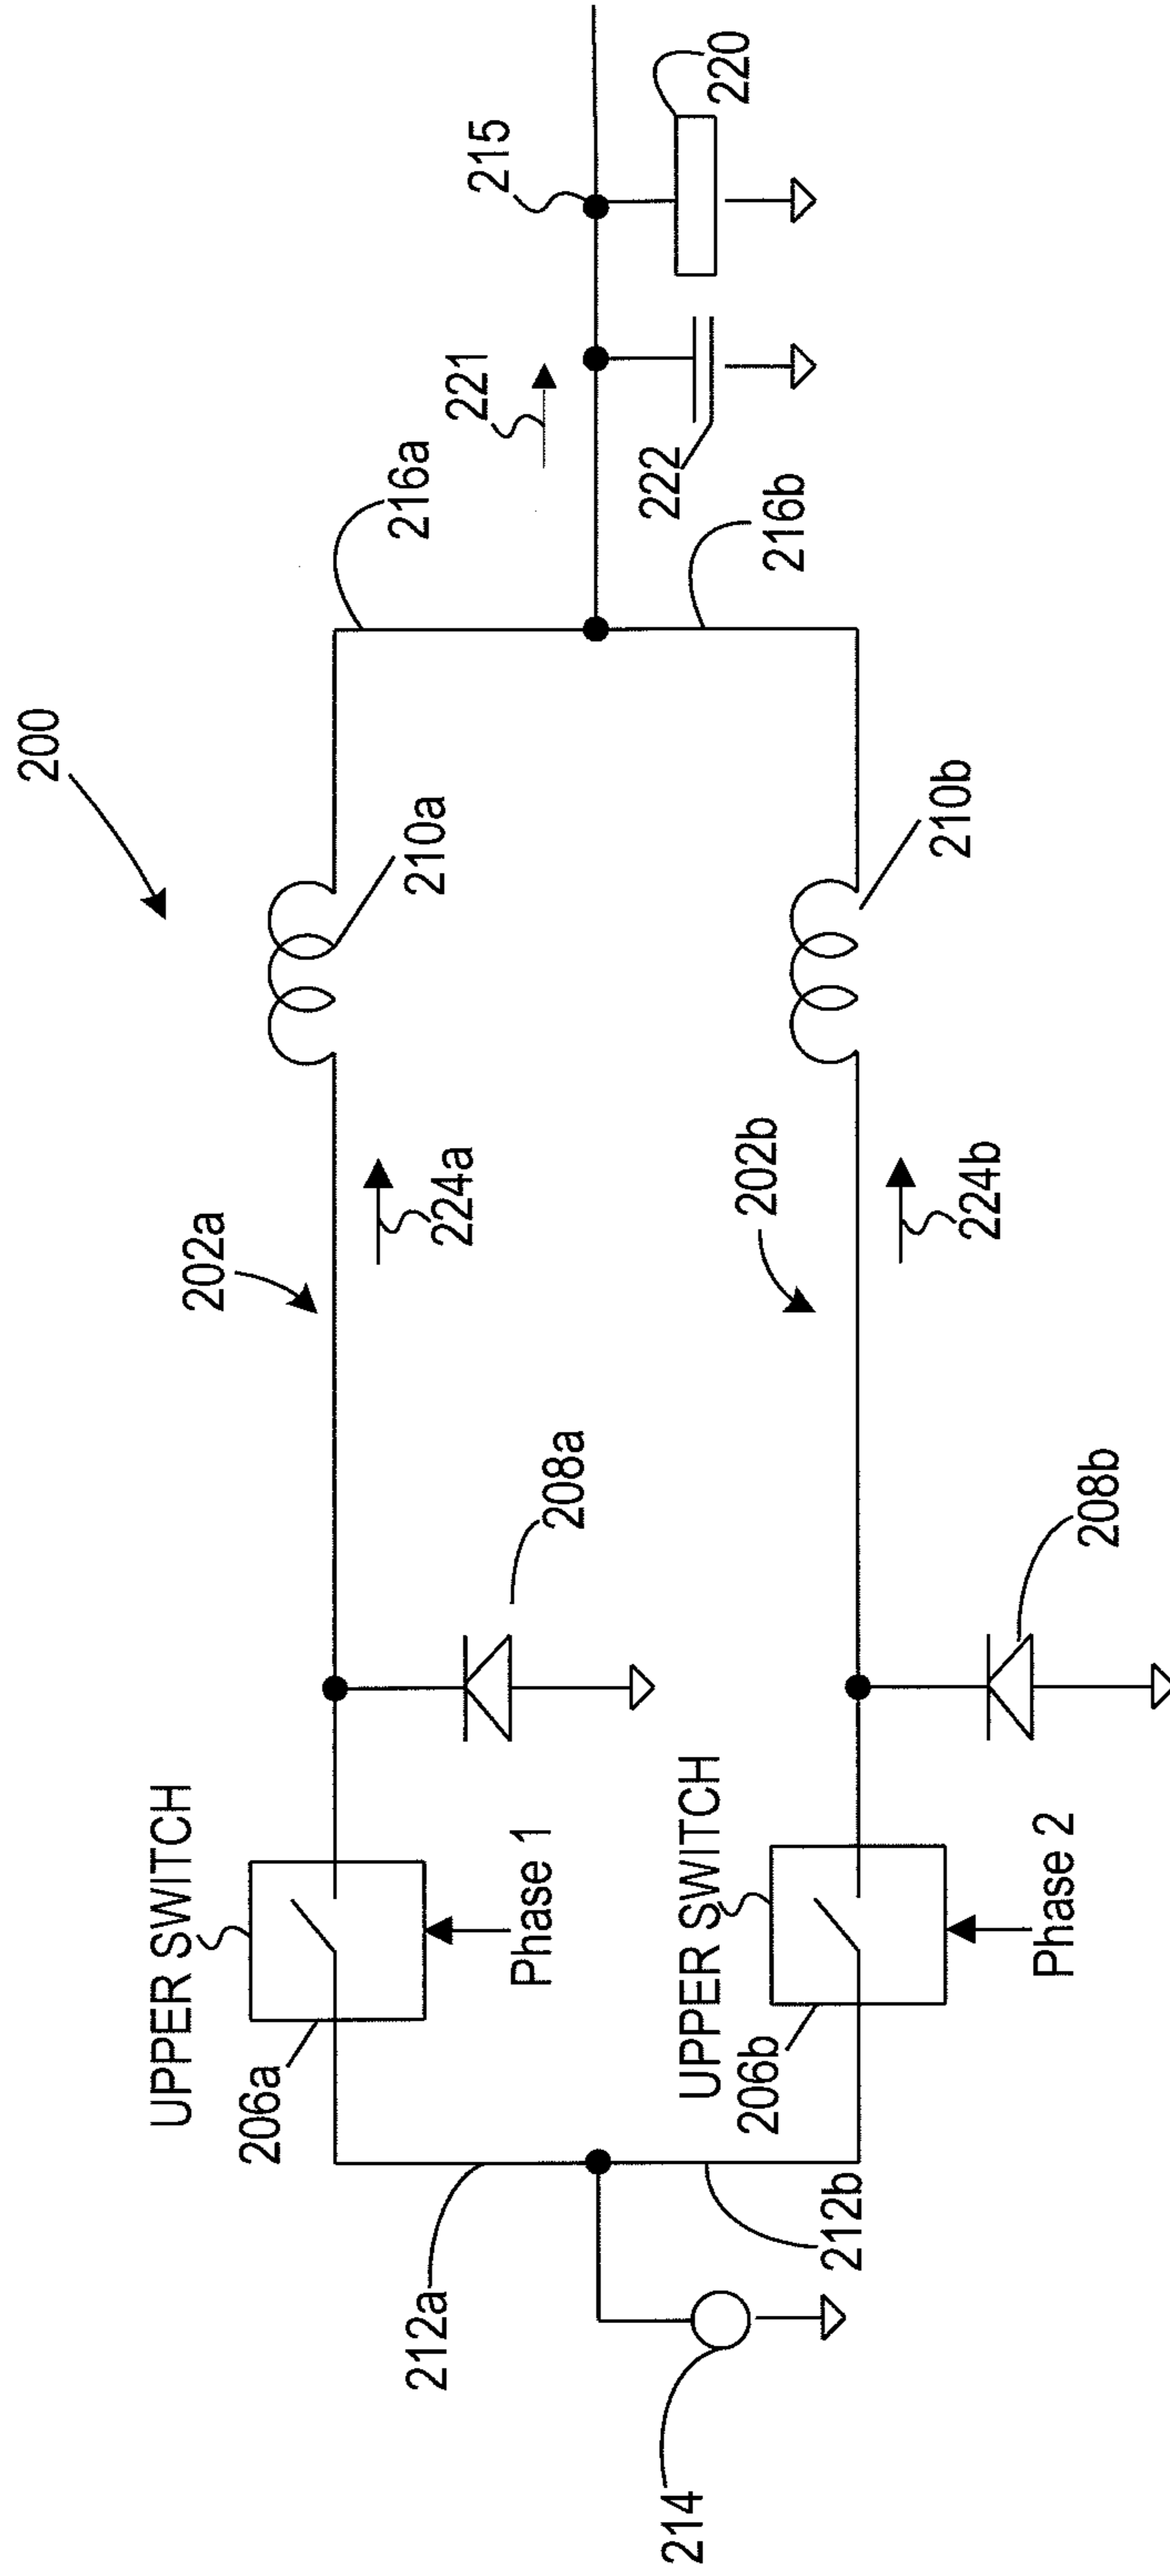 200
UPPER SWITCH
206a
Phase 1
202a
224a
210a
216a
208a
221
215
212a
222
220
214
212b
UPPER SWITCH
206b
Phase 2
202b
224b
210b
216b
208b